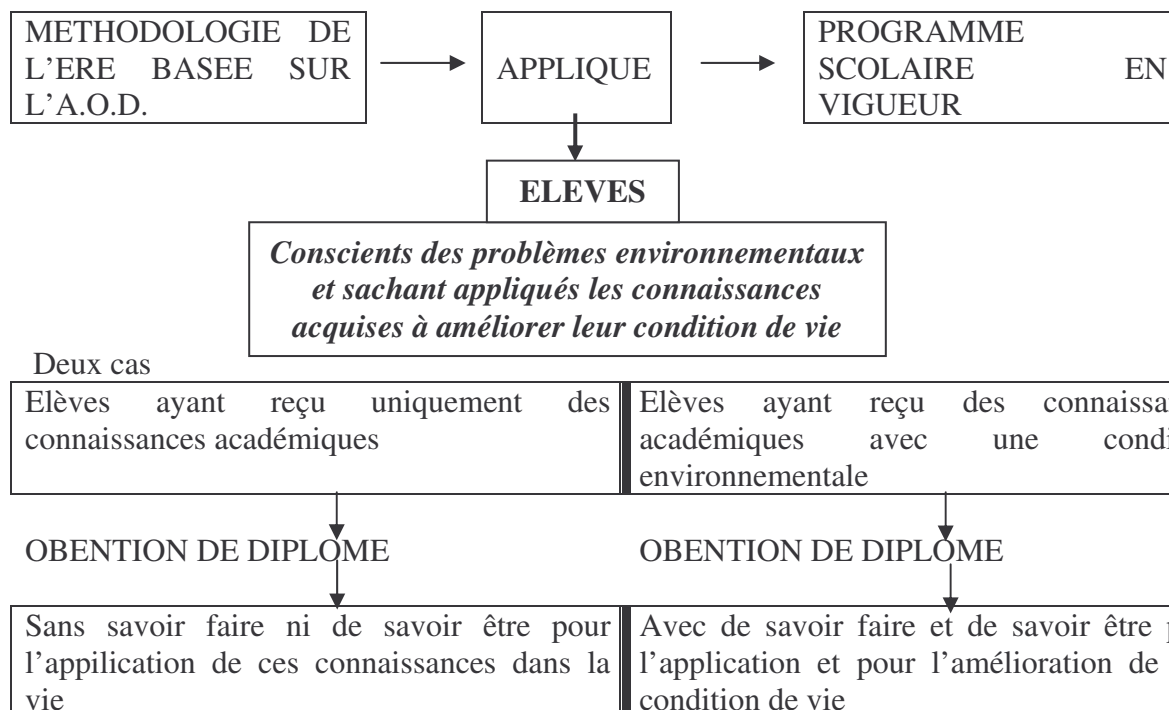 METHODOLOGIE DE
L'ERE BASEE SUR
L'A.O.D.
APPLIQUE
PROGRAMME
SCOLAIRE EN
VIGUEUR
ELEVES
Conscients des problèmes environnementaux
et sachant appliqués les connaissances
acquises à améliorer leur condition de vie
Deux cas
Elèves ayant reçu uniquement des
connaissances académiques
Elèves ayant reçu des
académiques avec une
environnementale
OBENTION DE DIPLOME
OBENTION DE DIPLOME
Sans savoir faire ni de savoir être pour
l'appilication de ces connaissances dans la
vie
Avec de savoir faire et de savoir être
l'application et pour l'amélioration de
condition de vie